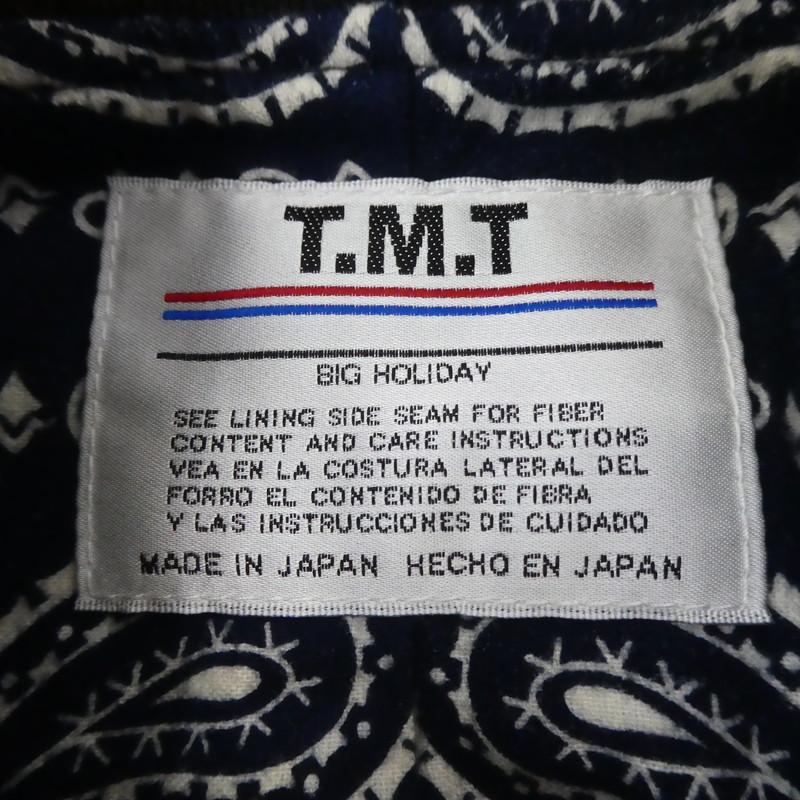 T.M.T
BIG HOLIDAY
SEE LINING SIDE SEAM FOR FIBER
CONTENT AND CARE INSTRUCTIONS
VEA EN LA COSTURA LATERAL DEL
FORRO EL CONTENIDO DE FIBRA
Y LAS INSTRUCCIONES DE CUIDADO
MADE IN JAPAN HECHO EN JAPAN